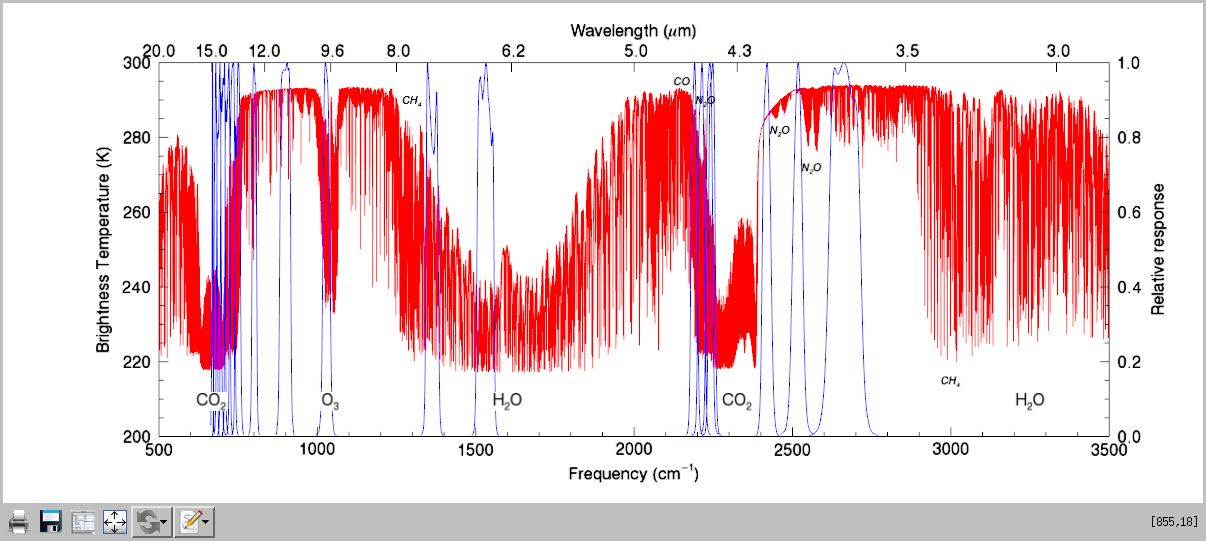 Wavelength (μm)
20.0 15.0 12.0 9.6 8.0 6.2 5.0 4.3 3.5 3.0
300 1.0
CO
CH₄ N₂O
280 N₂O 0.8
N₂O
260 0.6
Brightness Temperature (K)
Relative response
240 0.4
220 0.2
CH₄
CO₂ O₃ H₂O CO₂ H₂O
200 0.0
500 1000 1500 2000 2500 3000 3500
Frequency (cm⁻¹)
[855,18]